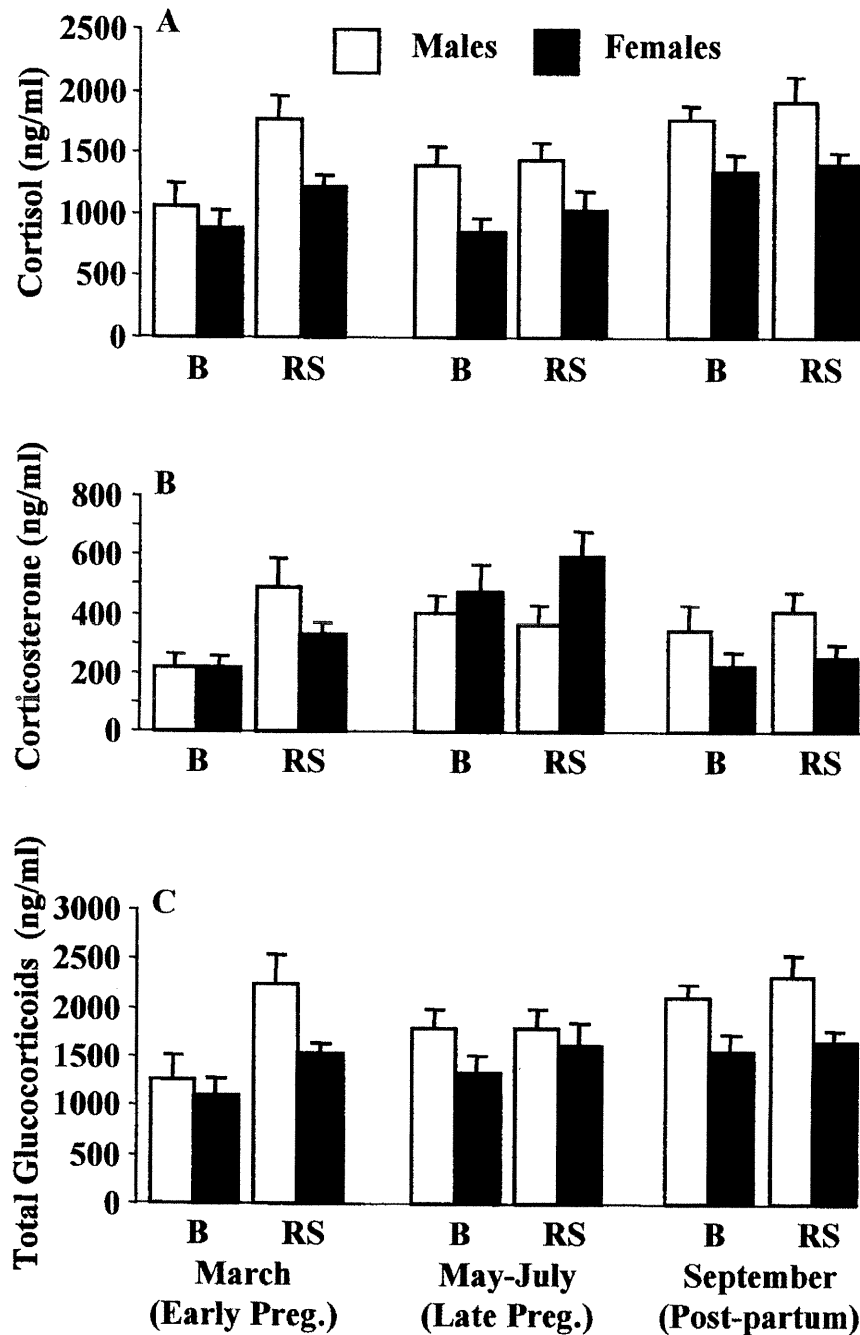 A
Males Females
Cortisol (ng/ml)
2500
2000
1500
1000
500
0
B RS B RS B RS
B
Corticosterone (ng/ml)
800
600
400
200
0
B RS B RS B RS
C
Total Glucocorticoids (ng/ml)
3000
2500
2000
1500
1000
500
0
B RS B RS B RS
March May-July September
(Early Preg.) (Late Preg.) (Post-partum)